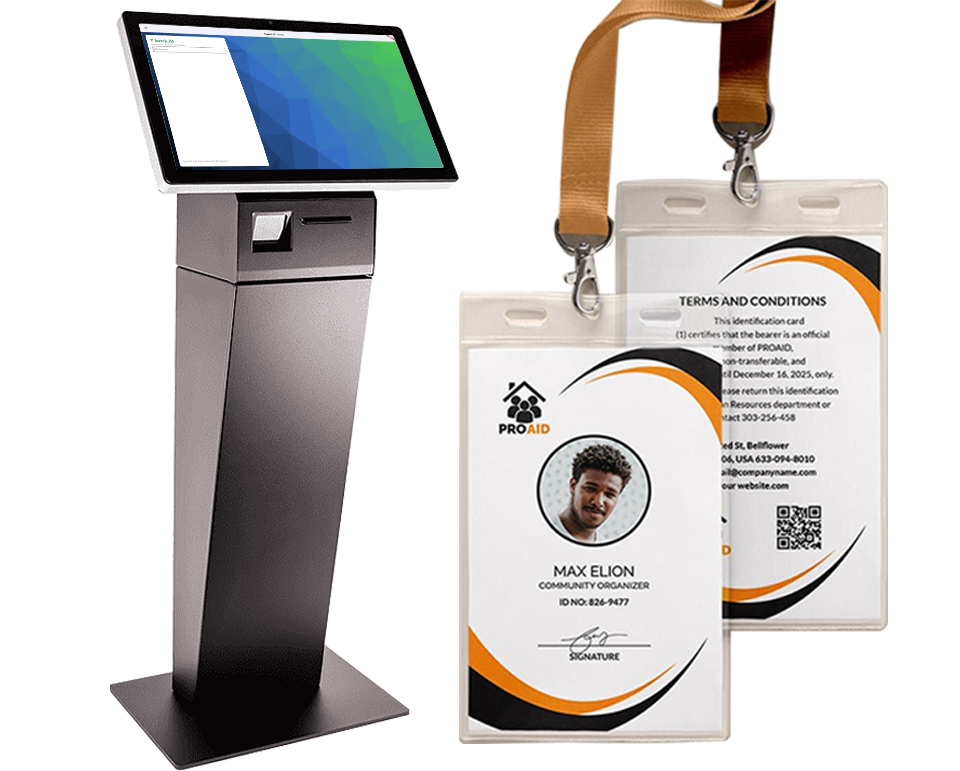 PROAID
MAX ELION
COMMUNITY ORGANIZER
ID NO: 826-9477
SIGNATURE
TERMS AND CONDITIONS
This identification card
(1) certifies that the bearer is an official
member of PROAID,
non-transferable, and
til December 16, 2025, only.
ease return this identification
n Resources department or
ntact 303-256-458
ed St, Bellflower
06, USA 633-094-8010
ail@companyname.com
our website.com